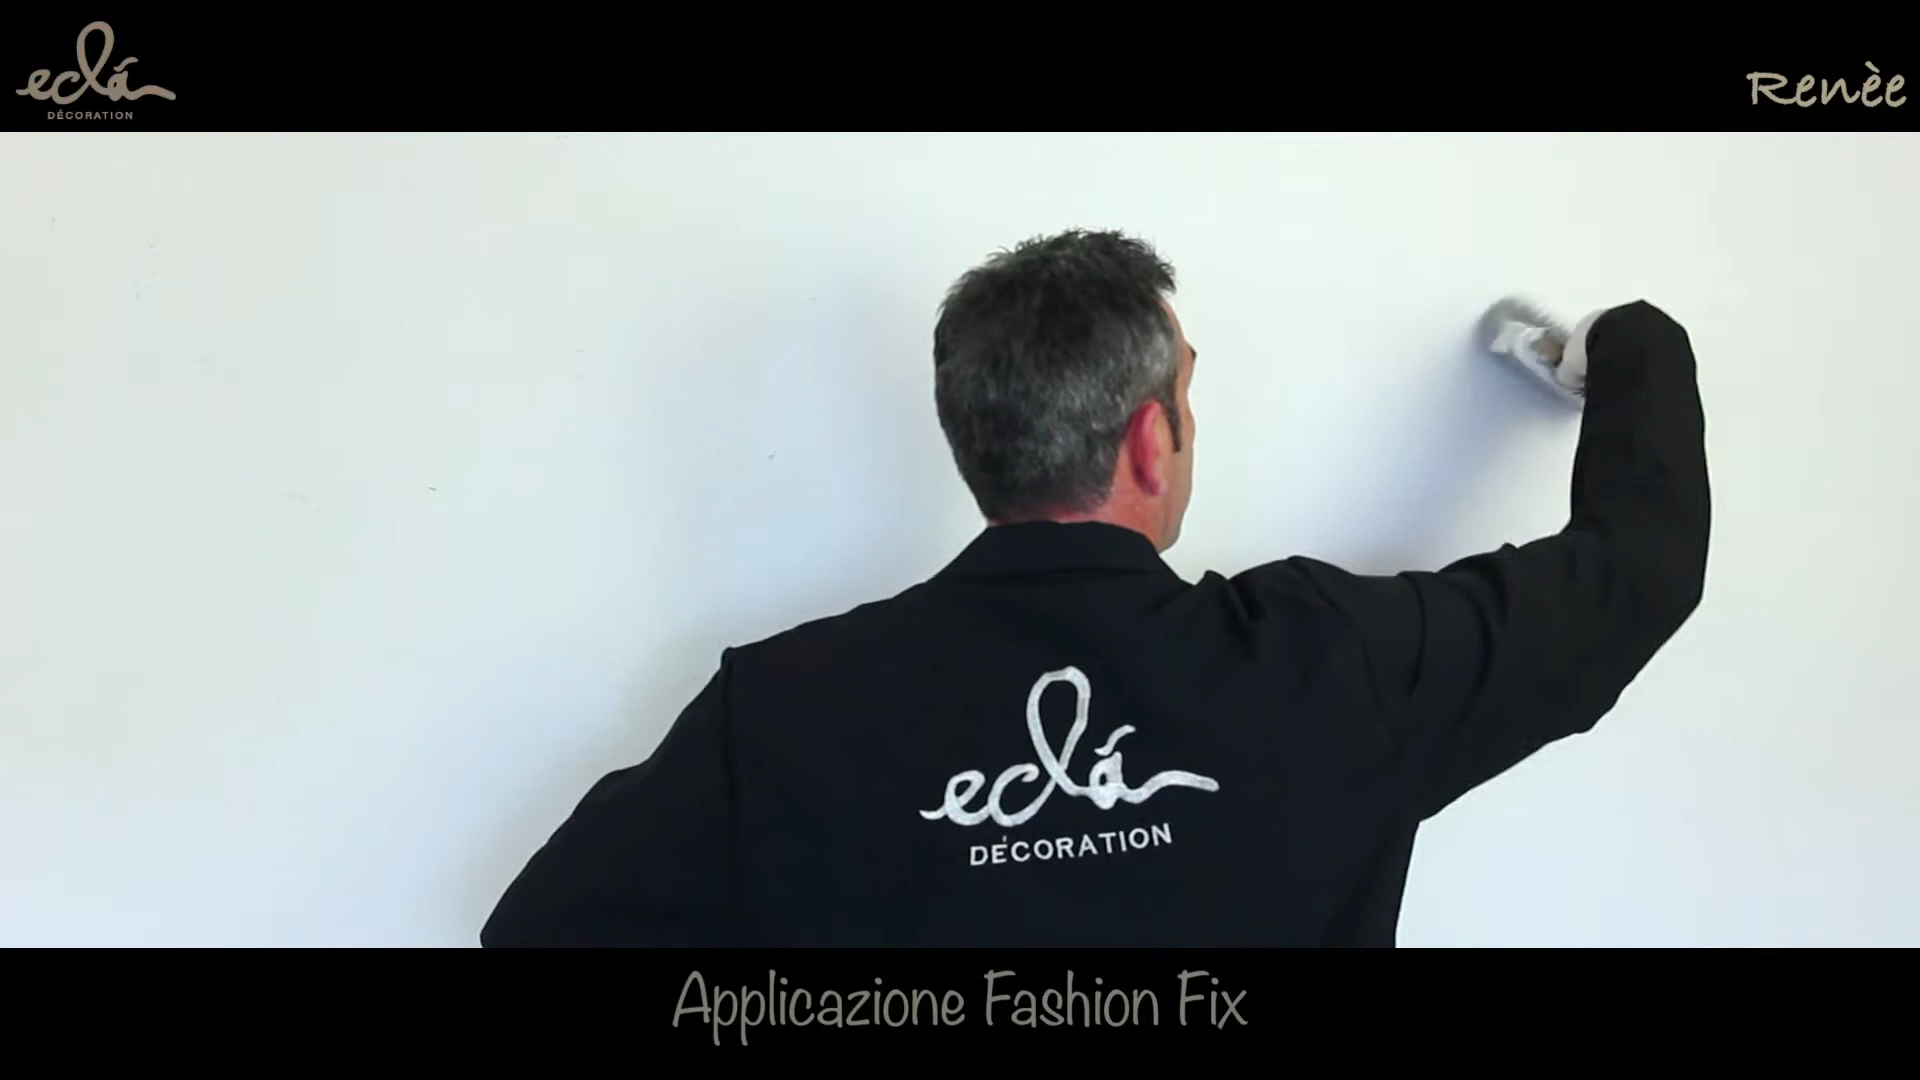 eclá
DÉCORATION
Renèe
eclá
DÉCORATION
Applicazione Fashion Fix